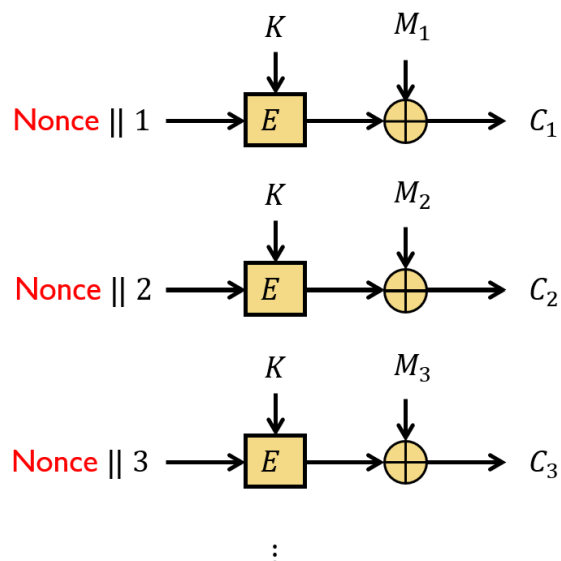 K M₁
Nonce || 1 E C₁
K M₂
Nonce || 2 E C₂
K M₃
Nonce || 3 E C₃
⋮